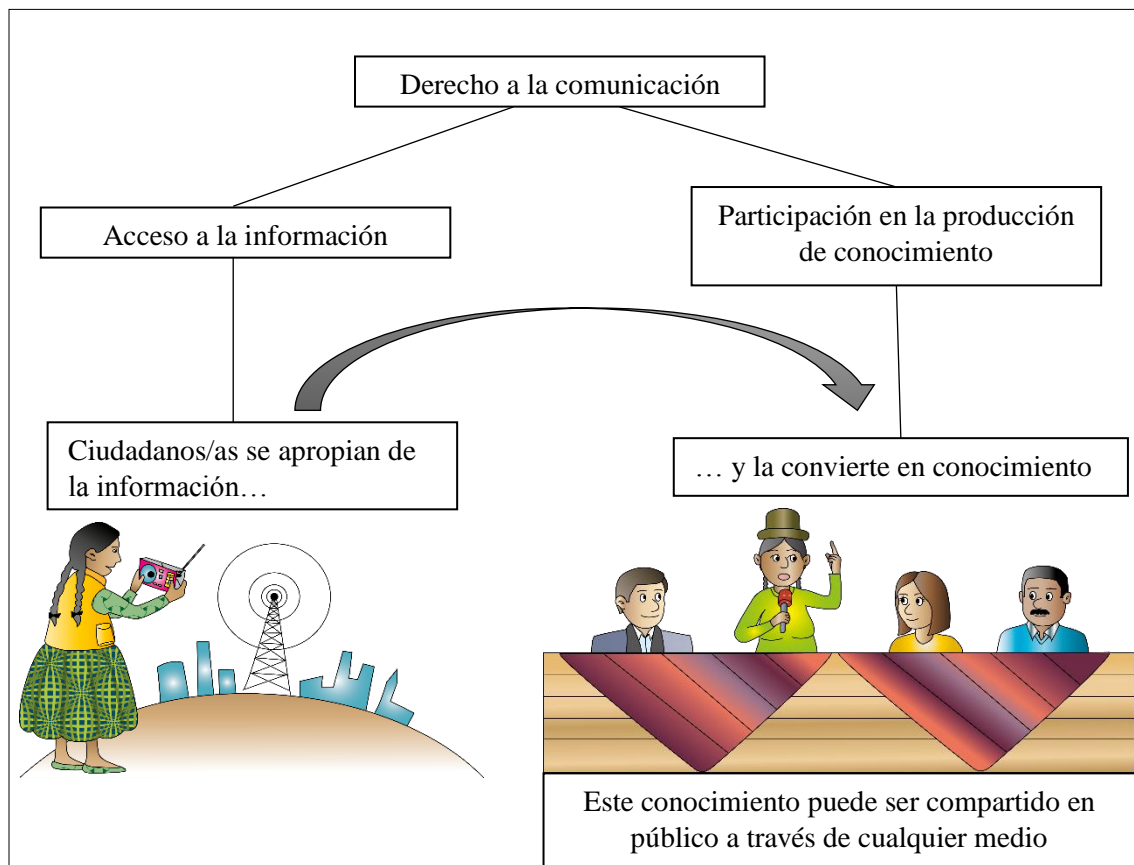 Derecho a la comunicación
Acceso a la información
Participación en la producción
de conocimiento
Ciudadanos/as se apropian de
la información…
… y la convierte en conocimiento
Este conocimiento puede ser compartido en
público a través de cualquier medio